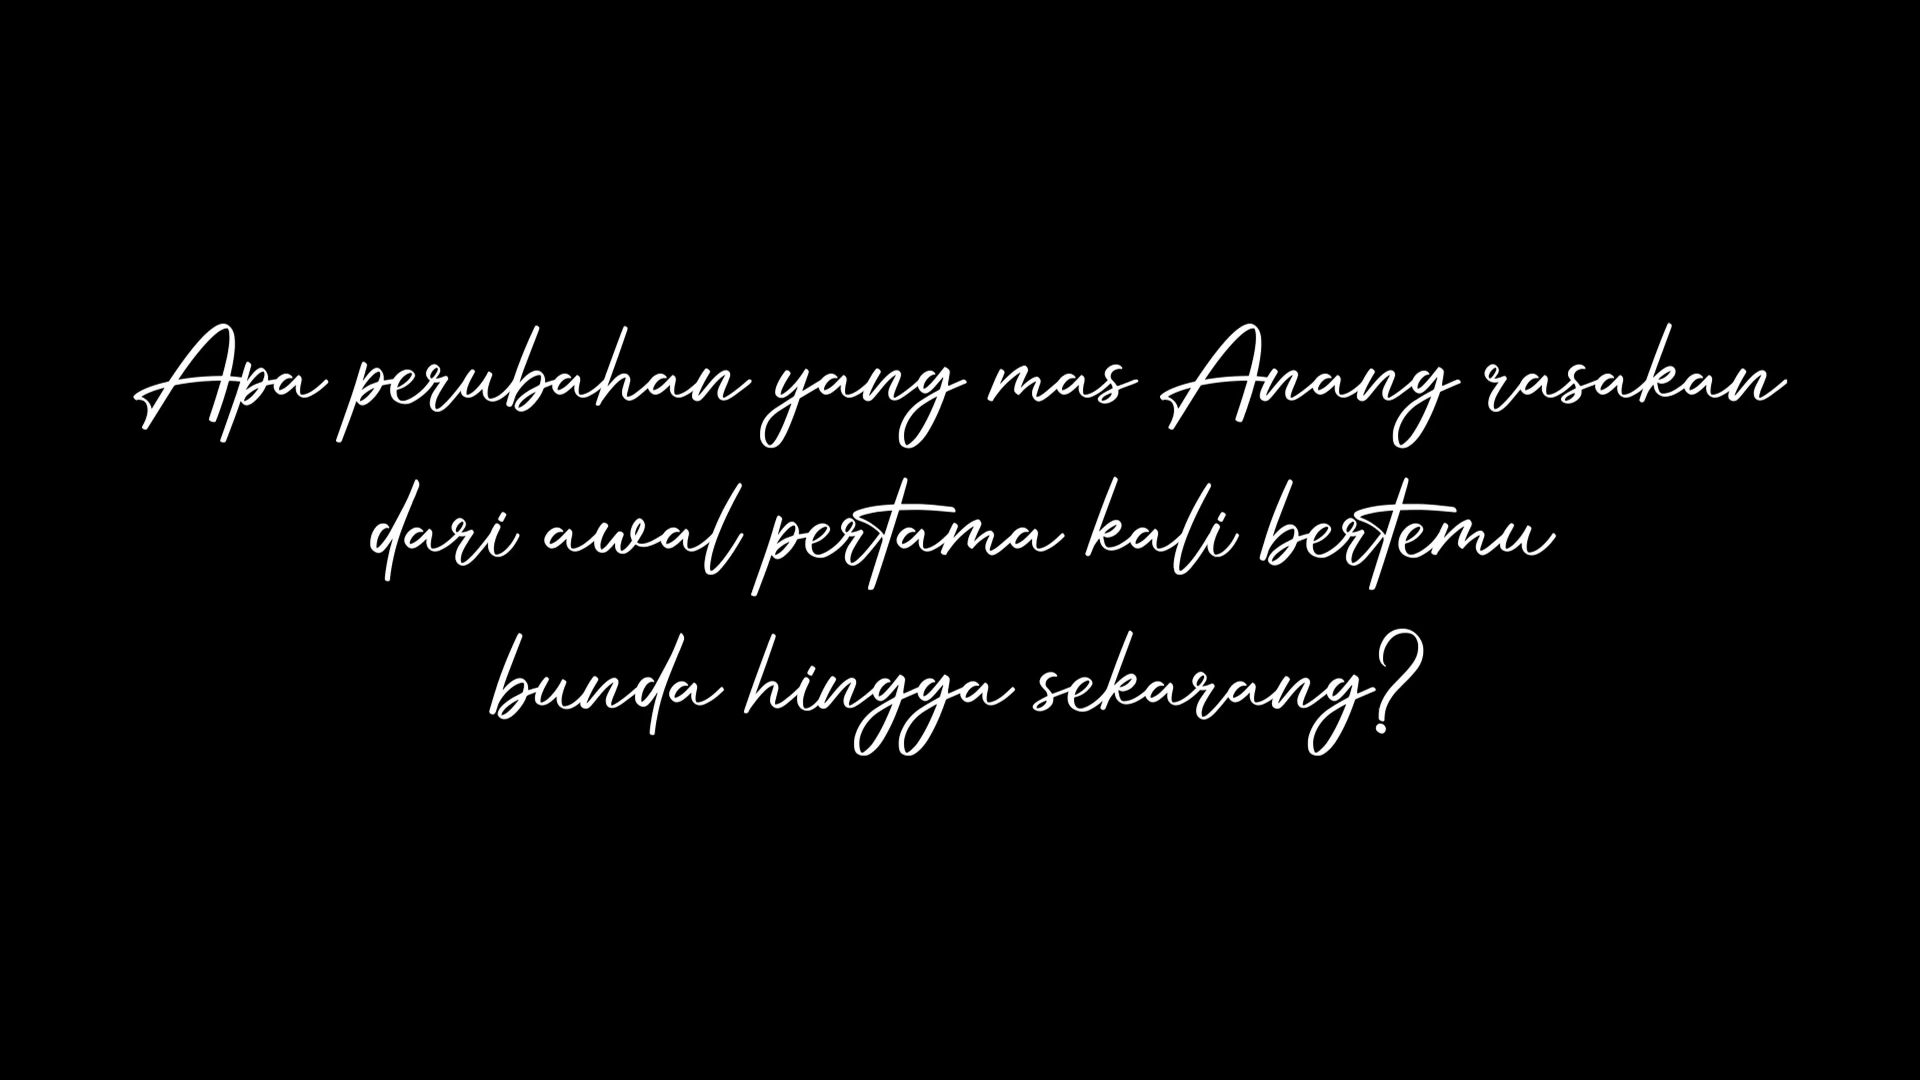 Apa perubahan yang mas Anang rasakan
dari awal pertama kali bertemu
bunda hingga sekarang?